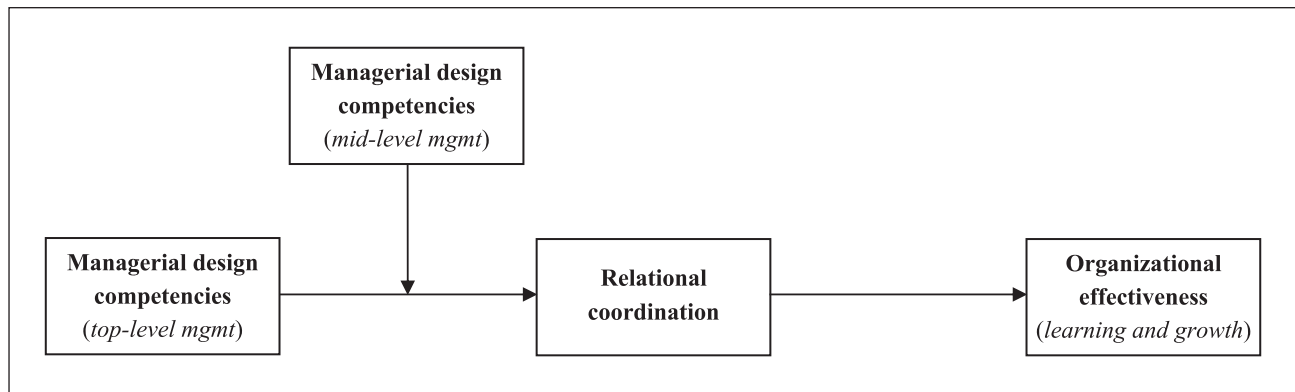 Managerial design
competencies
(mid-level mgmt)
Managerial design
competencies
(top-level mgmt)
Relational
coordination
Organizational
effectiveness
(learning and growth)